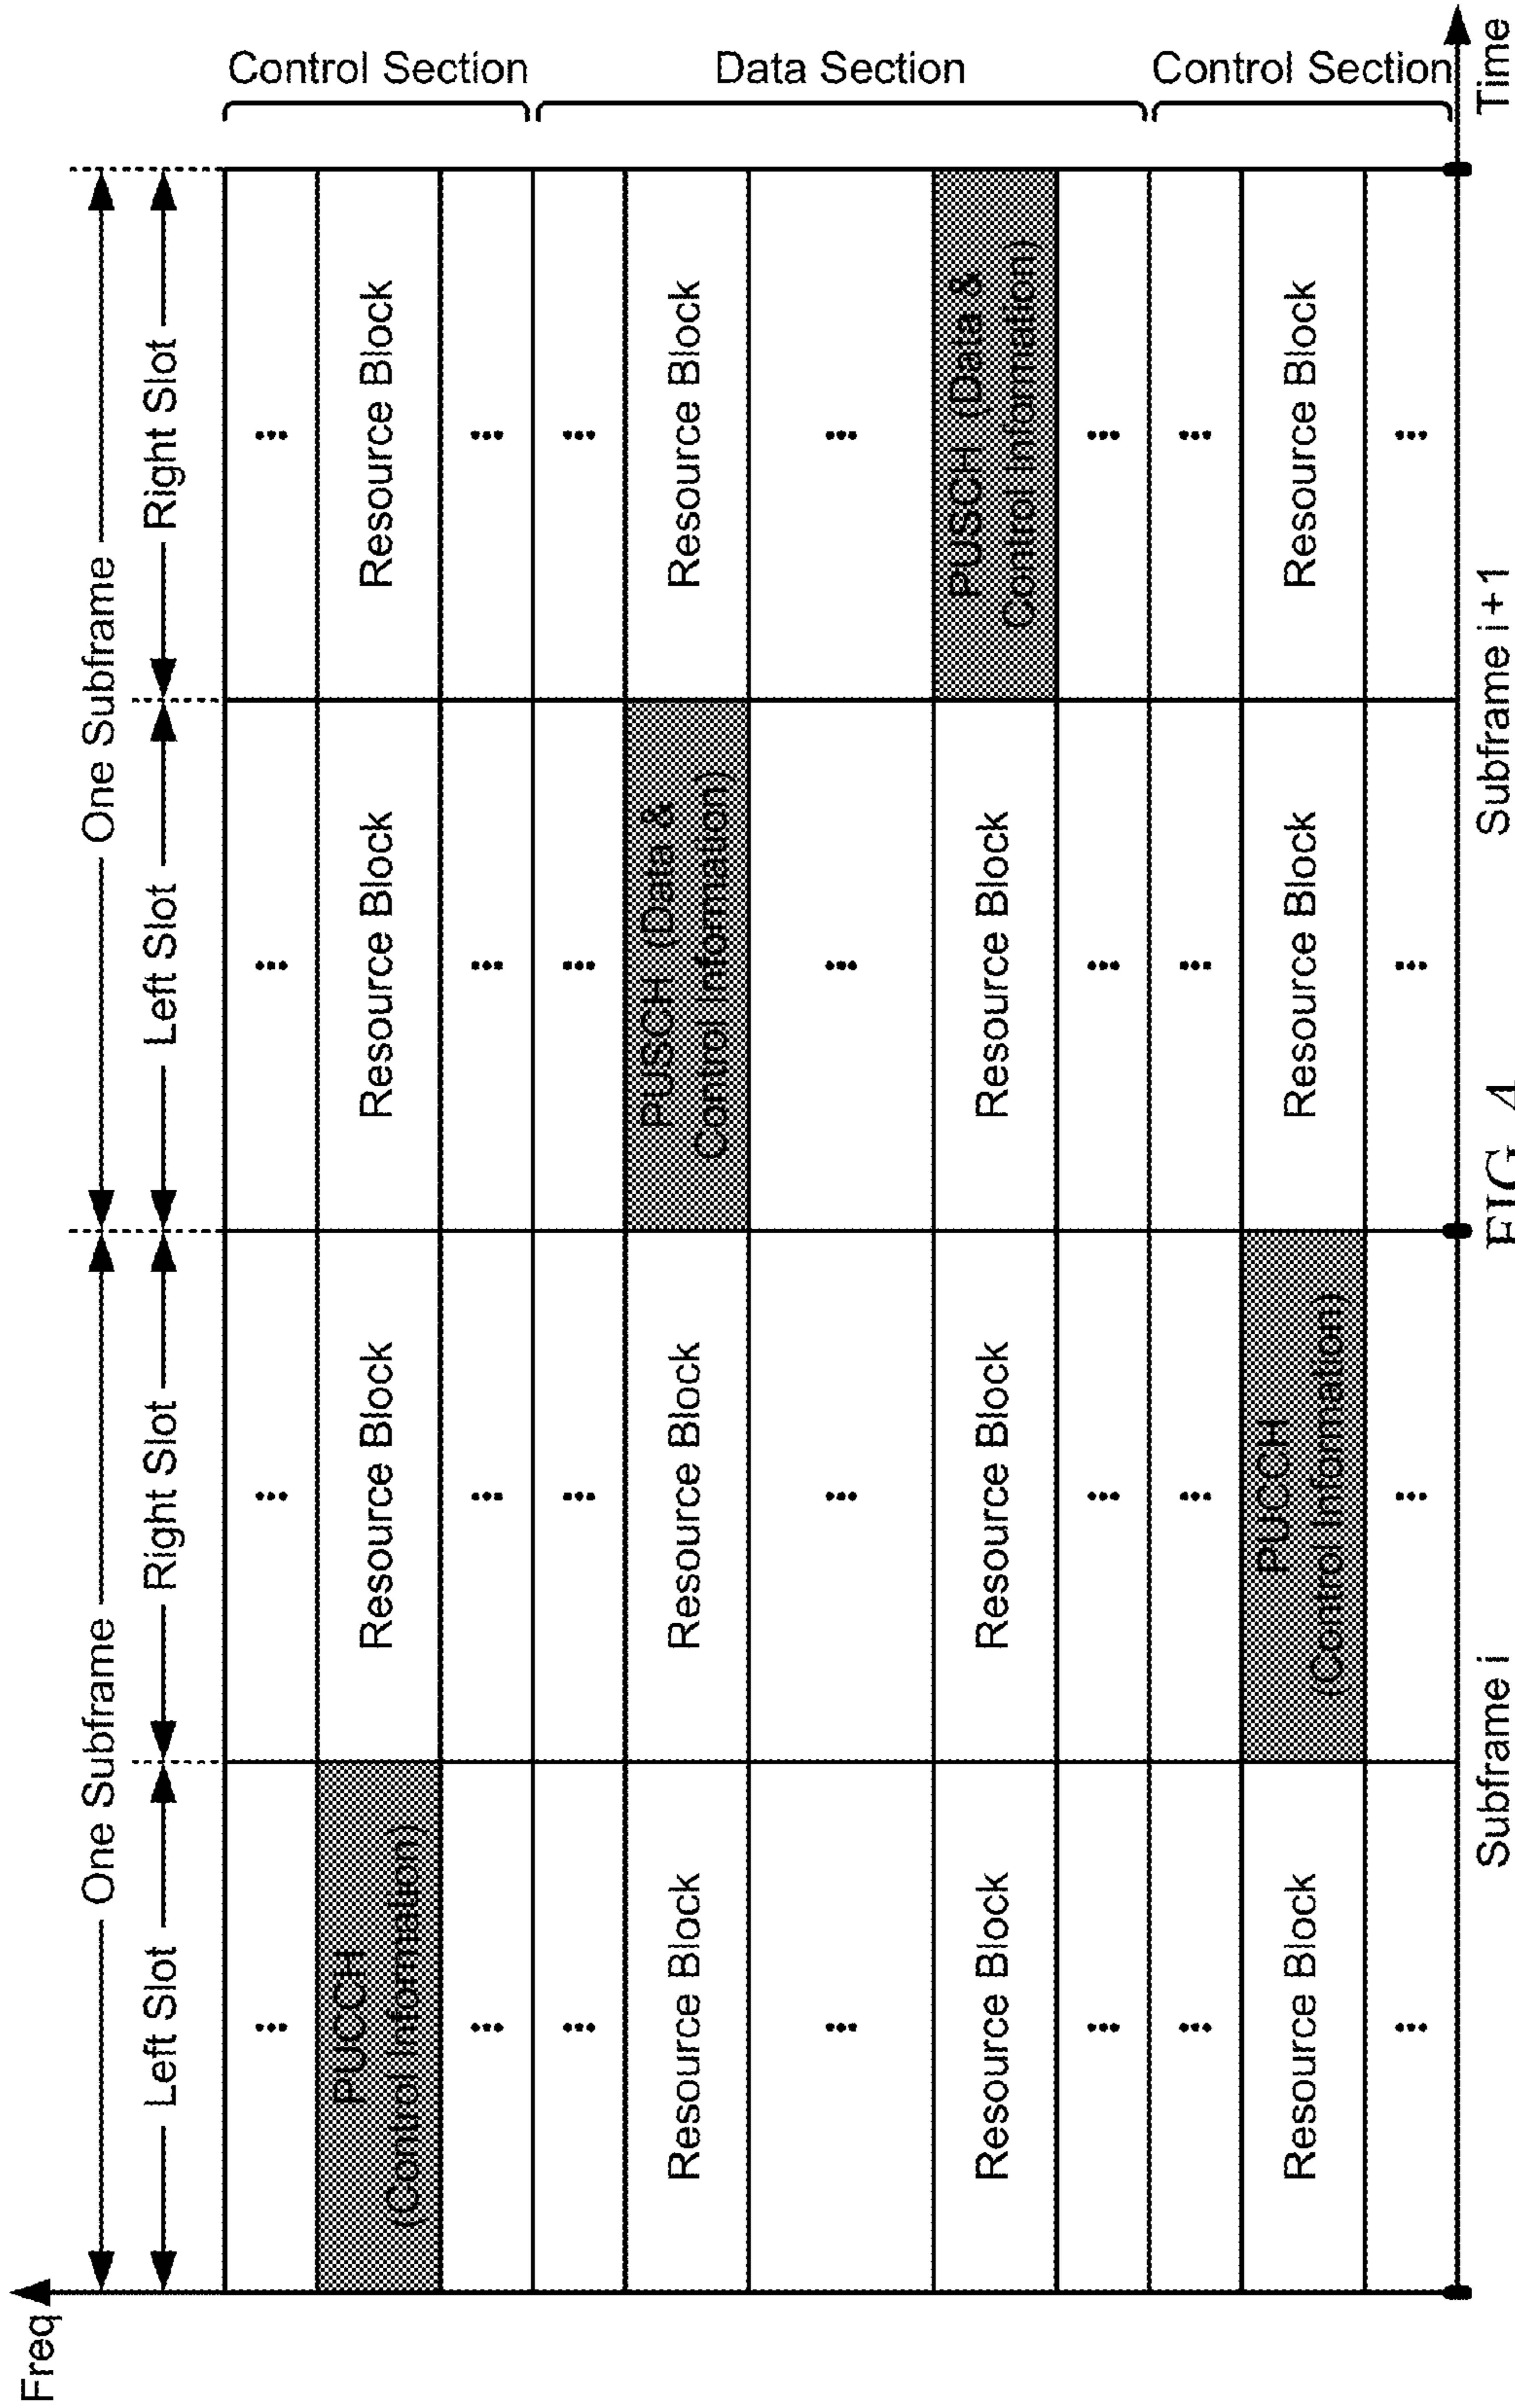 Freq
One Subframe
One Subframe
Left Slot
Right Slot
Left Slot
Right Slot
Control Section
PUCCH
(Control Information)
Resource Block
Resource Block
Resource Block
Data Section
Resource Block
Resource Block
PUSCH (Data &
Control Information)
Resource Block
Resource Block
Resource Block
Resource Block
PUSCH (Data &
Control Information)
Control Section
Resource Block
PUCCH
(Control Information)
Resource Block
Resource Block
Time
Subframe i
Subframe i+1
FIG. 4